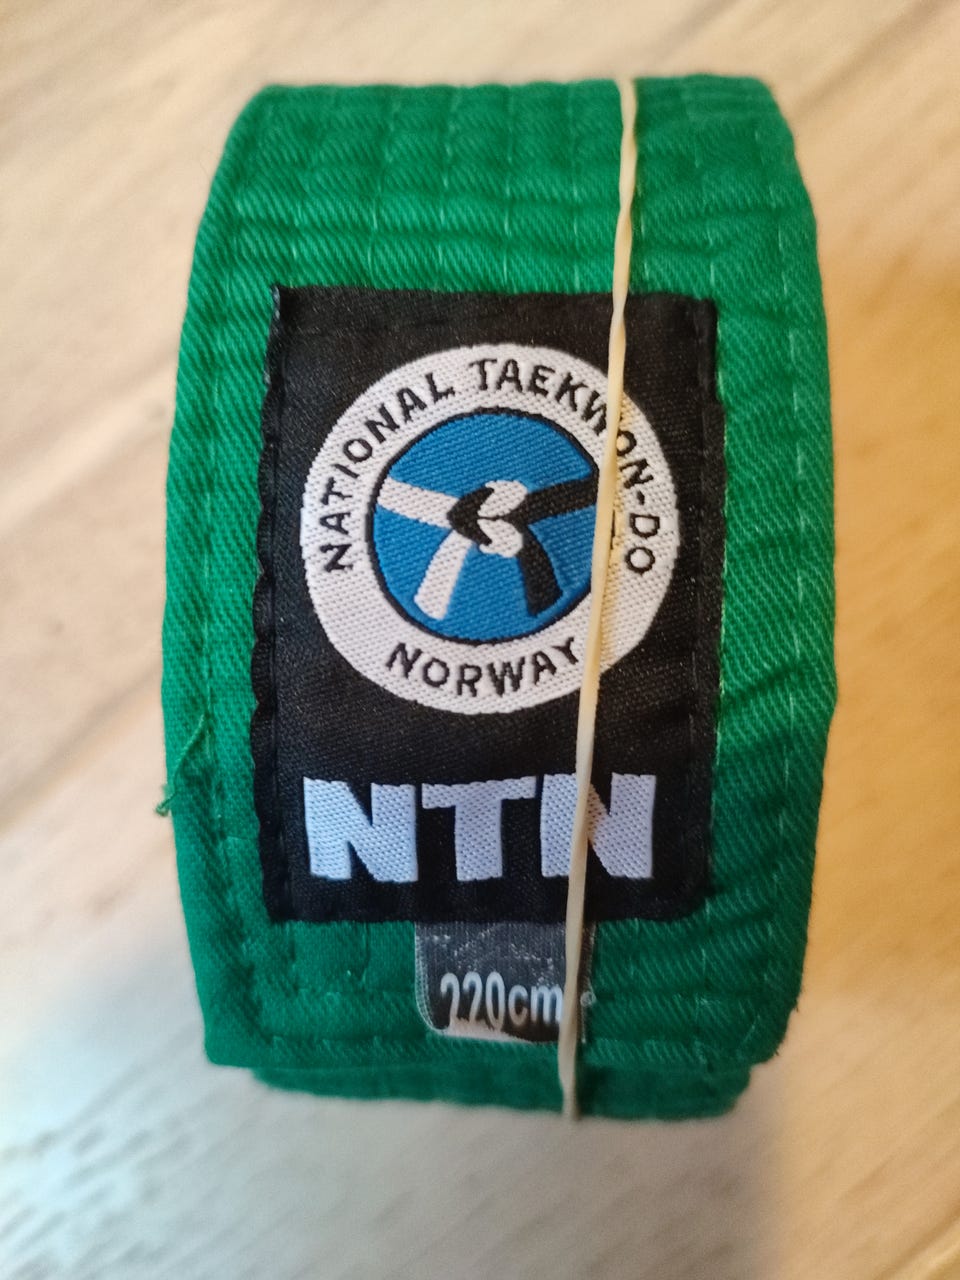 NATIONAL TAEKWON-DO
NORWAY
NTN
220cm